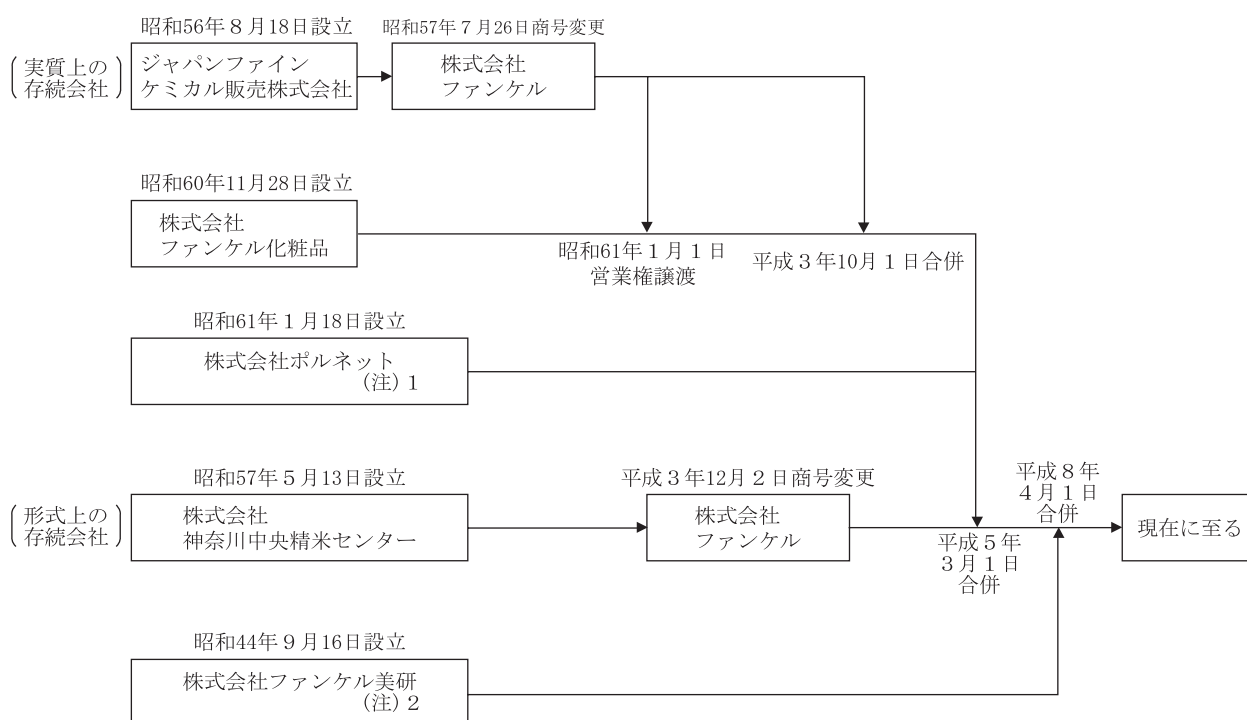 昭和56年８月18日設立
昭和57年７月26日商号変更
（実質上の
存続会社）
ジャパンファイン
ケミカル販売株式会社
株式会社
ファンケル
昭和60年11月28日設立
株式会社
ファンケル化粧品
昭和61年１月１日
営業権譲渡
平成３年10月１日合併
昭和61年１月18日設立
株式会社ポルネット
（注）１
昭和57年５月13日設立
平成３年12月２日商号変更
平成８年
４月１日
合併
（形式上の
存続会社）
株式会社
神奈川中央精米センター
株式会社
ファンケル
現在に至る
平成５年
３月１日
合併
昭和44年９月16日設立
株式会社ファンケル美研
（注）２